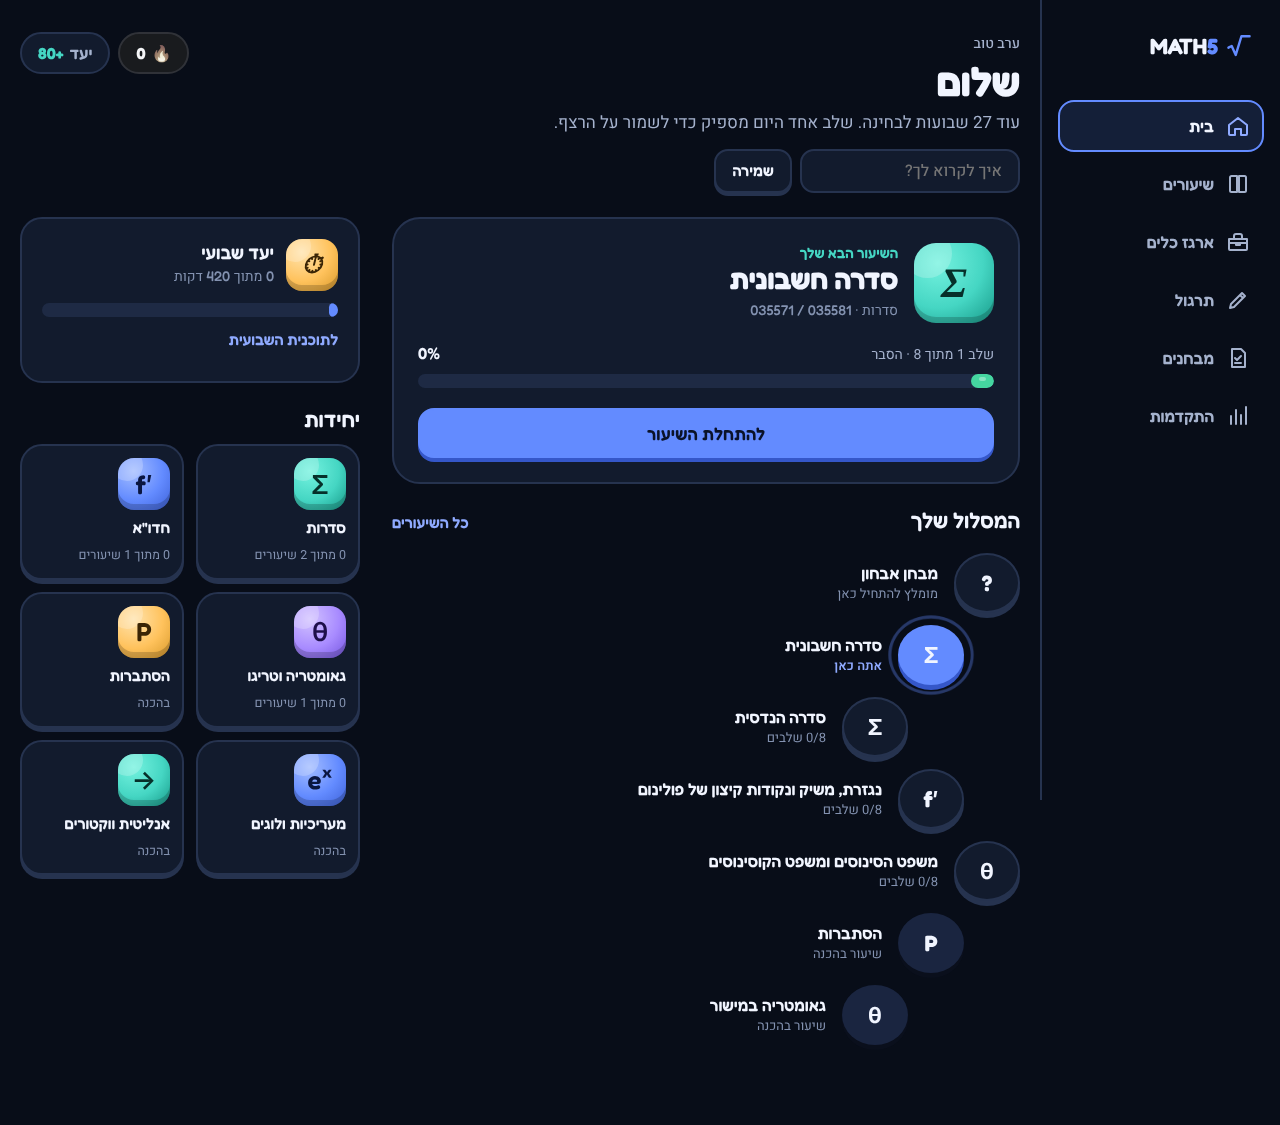 MATH5
בית
שיעורים
ארגז כלים
תרגול
מבחנים
התקדמות
ערב טוב
שלום
עוד 27 שבועות לבחינה. שלב אחד היום מספיק כדי לשמור על הרצף.
איך לקרוא לך?
שמירה
🔥 0
יעד 80+
Σ
השיעור הבא שלך
סדרה חשבונית
סדרות · 035581 / 035571
שלב 1 מתוך 8 · הסבר
0%
להתחלת השיעור
המסלול שלך
כל השיעורים
?
מבחן אבחון
מומלץ להתחיל כאן
Σ
סדרה חשבונית
אתה כאן
Σ
סדרה הנדסית
0/8 שלבים
f′
נגזרת, משיק ונקודות קיצון של פולינום
0/8 שלבים
θ
משפט הסינוסים ומשפט הקוסינוסים
0/8 שלבים
P
הסתברות
שיעור בהכנה
θ
גאומטריה במישור
שיעור בהכנה
⏱
יעד שבועי
0 מתוך 420 דקות
לתוכנית השבועית
יחידות
Σ
סדרות
0 מתוך 2 שיעורים
f′
חדו"א
0 מתוך 1 שיעורים
θ
גאומטריה וטריגו
0 מתוך 1 שיעורים
P
הסתברות
בהכנה
eˣ
מעריכיות ולוגים
בהכנה
→
אנליטית ווקטורים
בהכנה